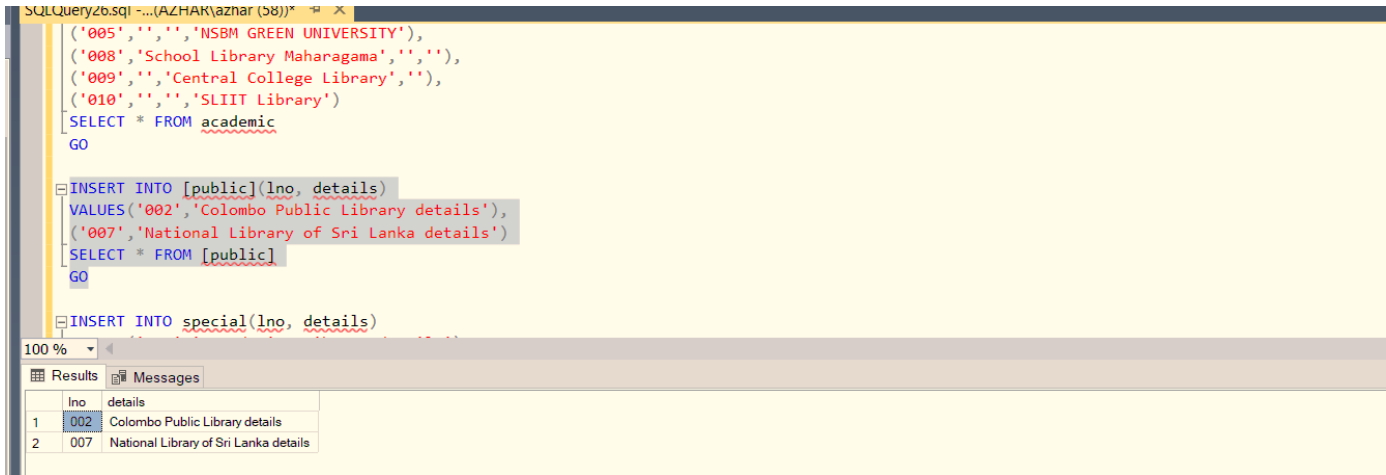 SQLQuery26.sql -...(AZHAR\azhar (58))*
('005','','','NSBM GREEN UNIVERSITY'),
('008','School Library Maharagama','',''),
('009','','Central College Library',''),
('010','','','SLIIT Library')
SELECT * FROM academic
GO
INSERT INTO [public](lno, details)
VALUES('002','Colombo Public Library details'),
('007','National Library of Sri Lanka details')
SELECT * FROM [public]
GO
INSERT INTO special(lno, details)
100 %
Results Messages
lno details
1 002 Colombo Public Library details
2 007 National Library of Sri Lanka details